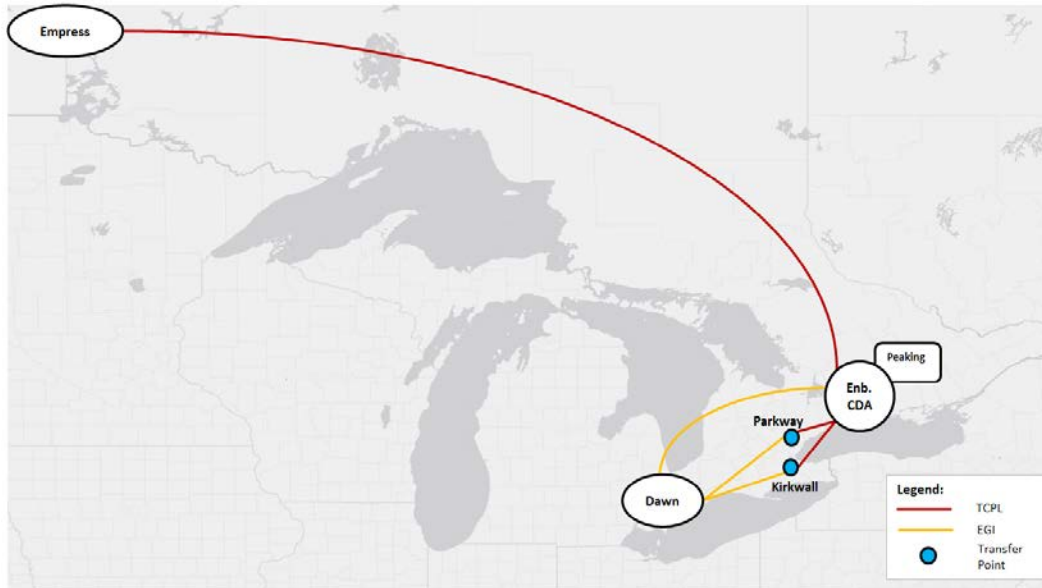 Empress
Peaking
Enb.
CDA
Parkway
Kirkwall
Dawn
Legend:
TCPL
EGI
Transfer
Point